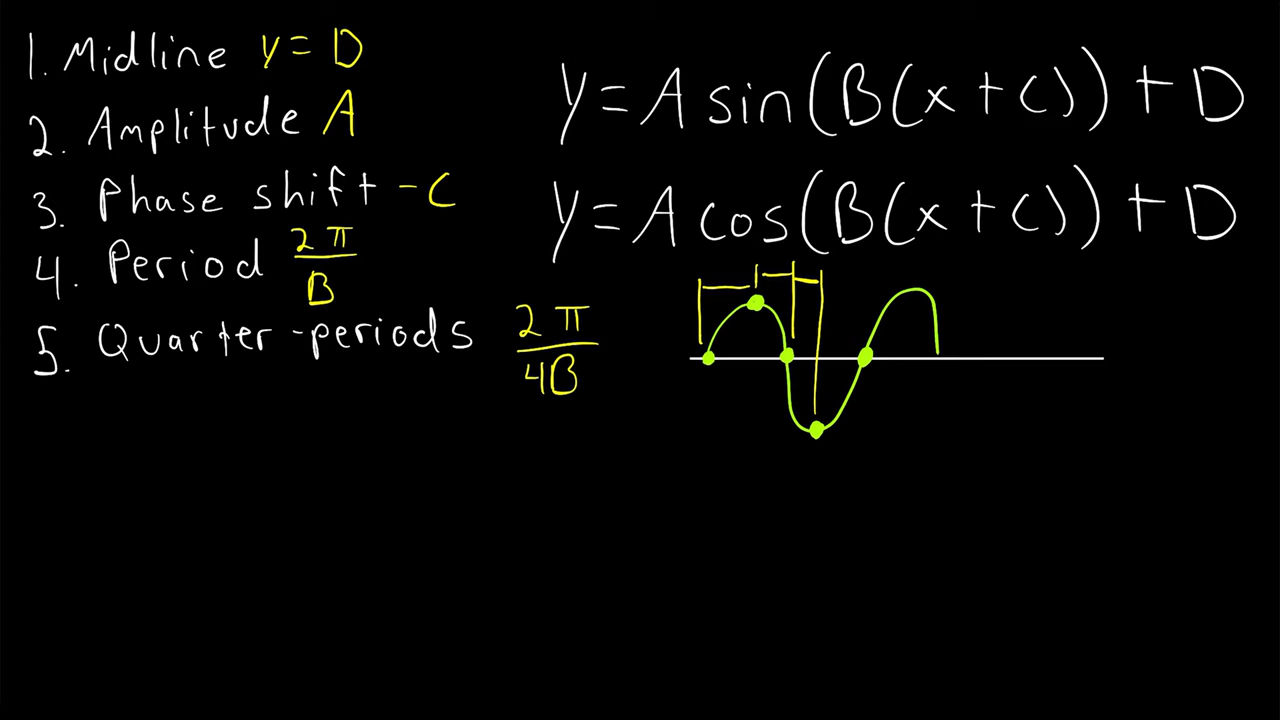 1. Midline y = D
2. Amplitude A
3. Phase shift -C
4. Period 2π/B
5. Quarter-periods 2π/4B
y = A sin(B(x + C)) + D
y = A cos(B(x + C)) + D